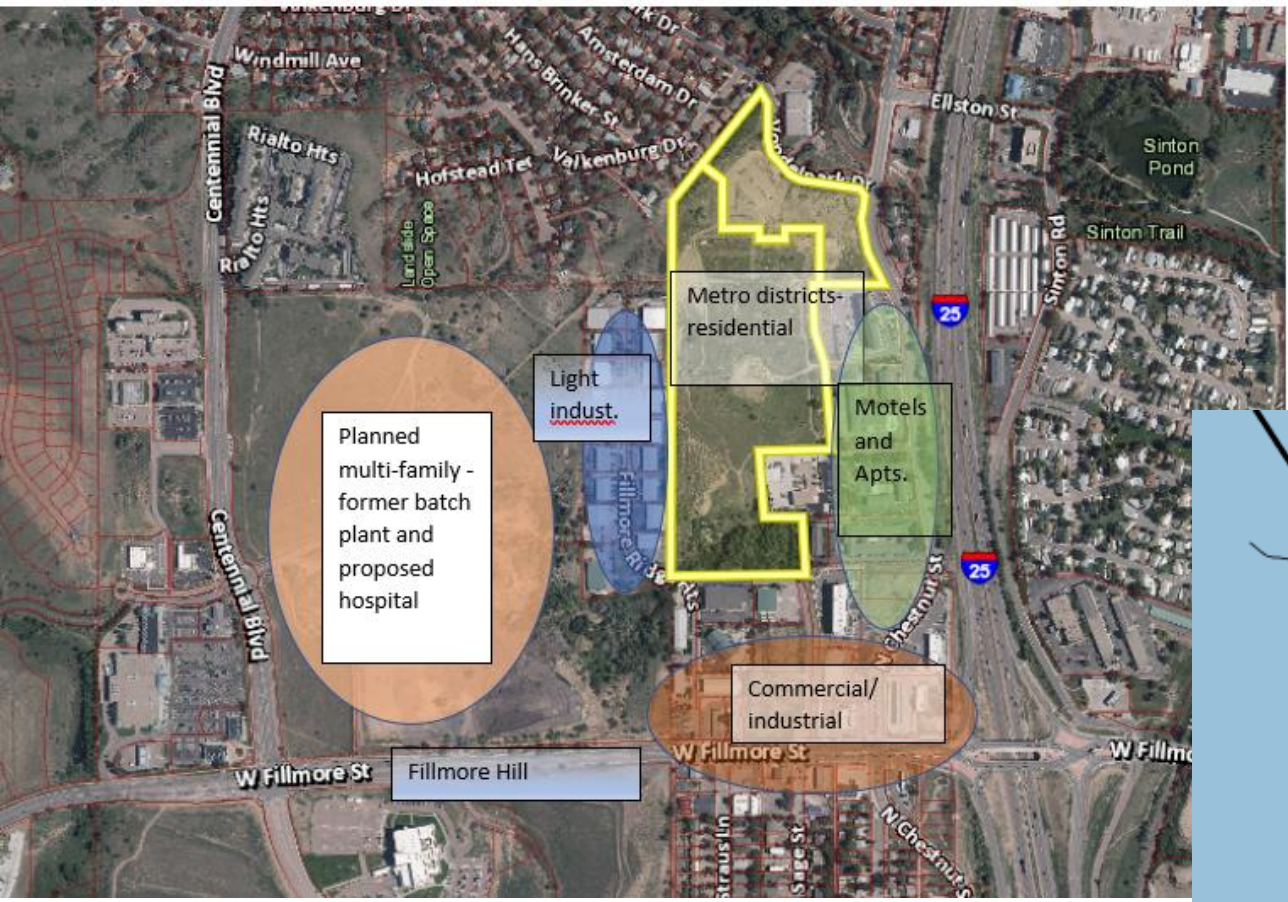 Valkenburg Dr
Windmill Ave
Centennial Blvd
Rialto Hts
Rialto Hts
Hans Brinker St
Amsterdam Dr
Hofstead Ter
Valkenburg Dr
Landslide
Open Space
Ellston St
Sinton
Pond
Sinton Trail
Sinton Rd
25
Metro districts-
residential
Light
indust.
Motels
and
Apts.
Planned
multi-family -
former batch
plant and
proposed
hospital
Centennial Blvd
25
N Chestnut St
Commercial/
industrial
W Fillmore St
Fillmore Hill
W Fillmore St
W Fillmo
N Chestnut S
straus Ln
Sage St